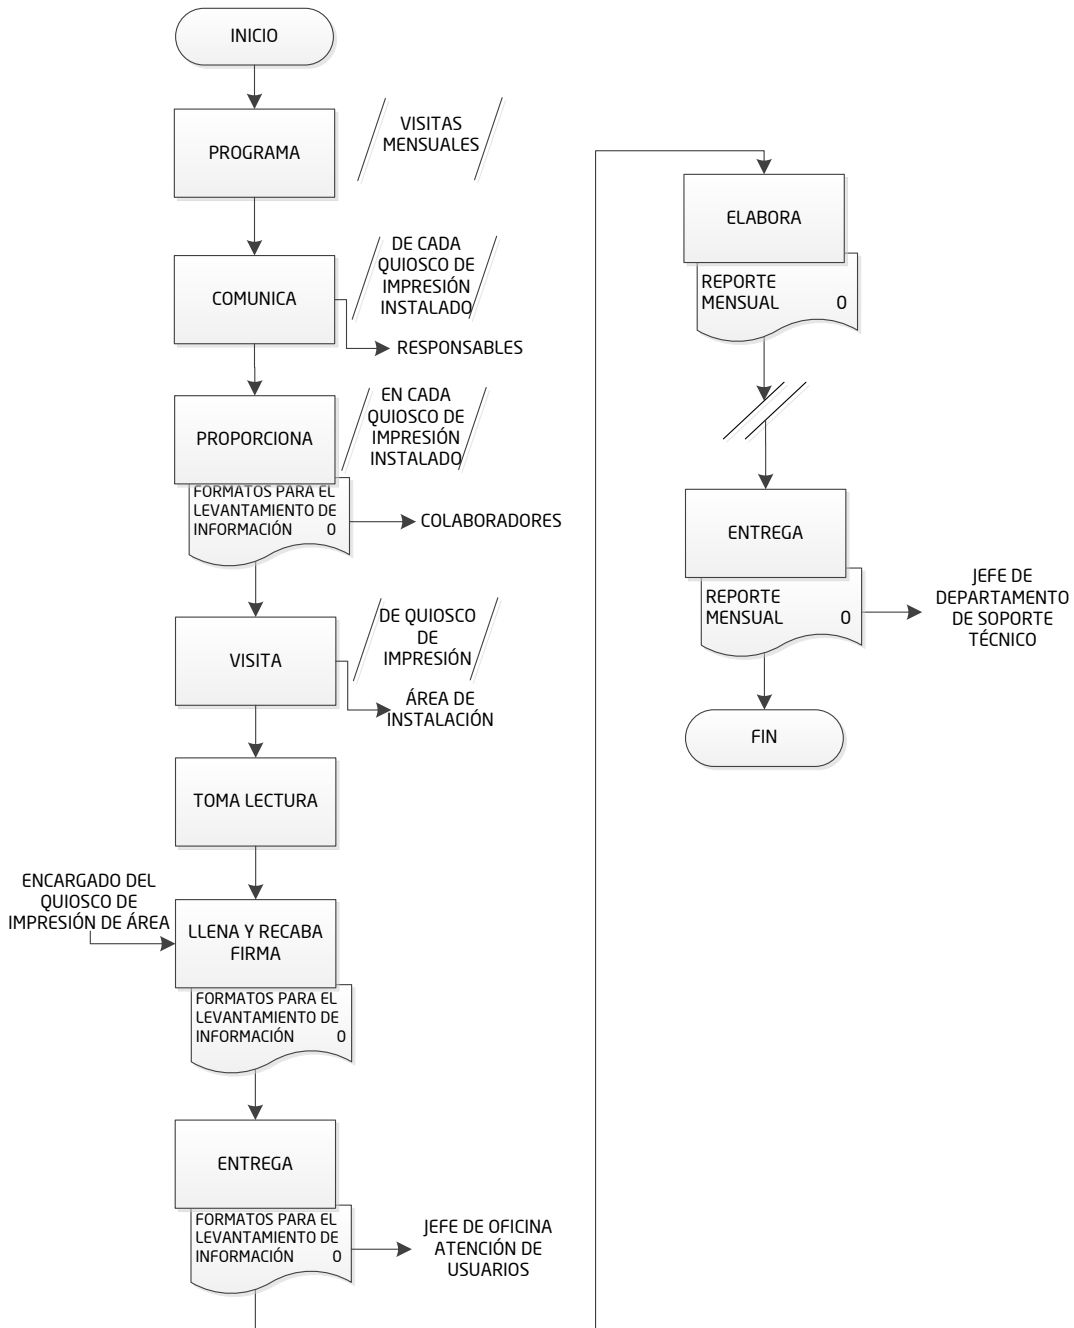 INICIO
PROGRAMA
VISITAS
MENSUALES
COMUNICA
DE CADA
QUIOSCO DE
IMPRESIÓN
INSTALADO
RESPONSABLES
PROPORCIONA
EN CADA
QUIOSCO DE
IMPRESIÓN
INSTALADO
FORMATOS PARA EL
LEVANTAMIENTO DE
INFORMACIÓN 0
COLABORADORES
VISITA
DE QUIOSCO
DE
IMPRESIÓN
ÁREA DE
INSTALACIÓN
TOMA LECTURA
ENCARGADO DEL
QUIOSCO DE
IMPRESIÓN DE ÁREA
LLENA Y RECABA
FIRMA
FORMATOS PARA EL
LEVANTAMIENTO DE
INFORMACIÓN 0
ENTREGA
FORMATOS PARA EL
LEVANTAMIENTO DE
INFORMACIÓN 0
JEFE DE OFICINA
ATENCIÓN DE
USUARIOS
ELABORA
REPORTE
MENSUAL 0
ENTREGA
REPORTE
MENSUAL 0
JEFE DE
DEPARTAMENTO
DE SOPORTE
TÉCNICO
FIN